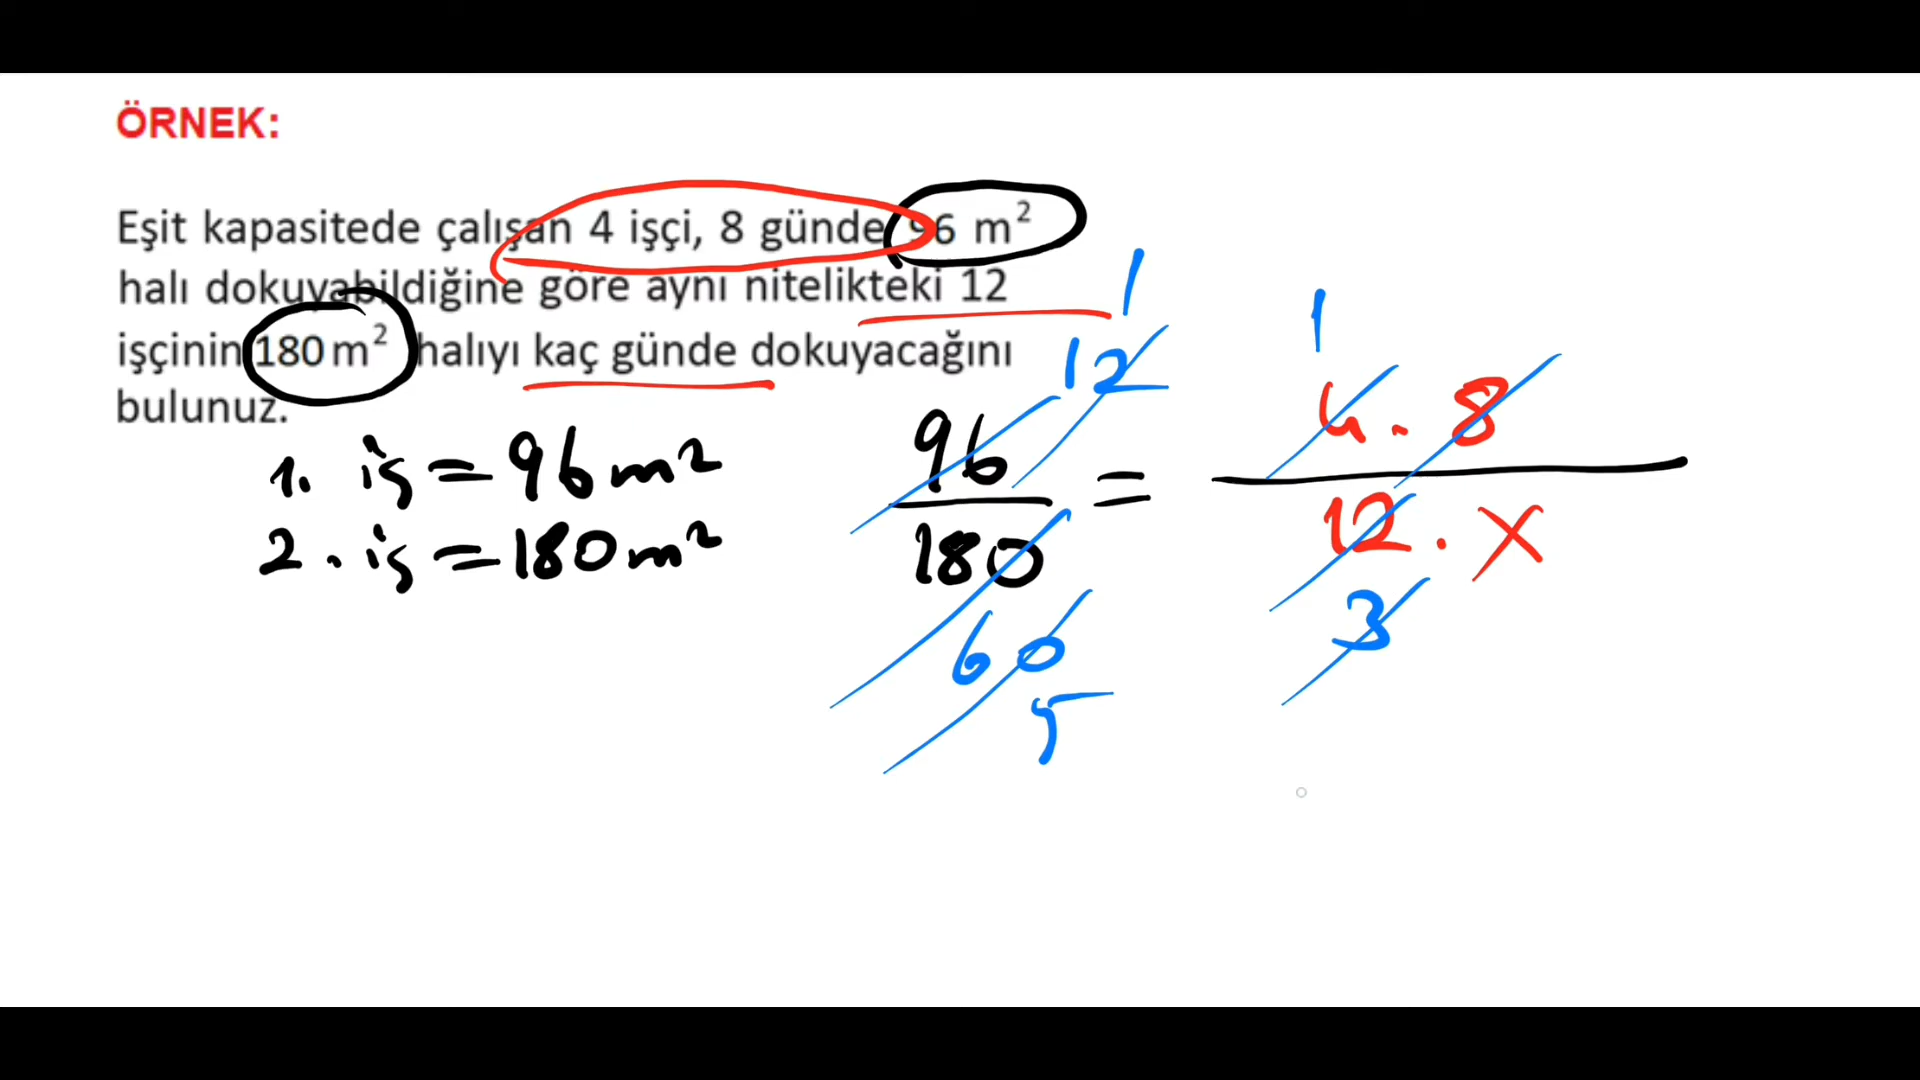 ÖRNEK:
Eşit kapasitede çalışan 4 işçi, 8 günde 96 m²
halı dokuyabildiğine göre aynı nitelikteki 12
işçinin 180 m² halıyı kaç günde dokuyacağını
bulunuz.
1. iş = 96 m²
2. iş = 180 m²
1
12
96
180
60
5
=
1
4 . 8
12 . x
3